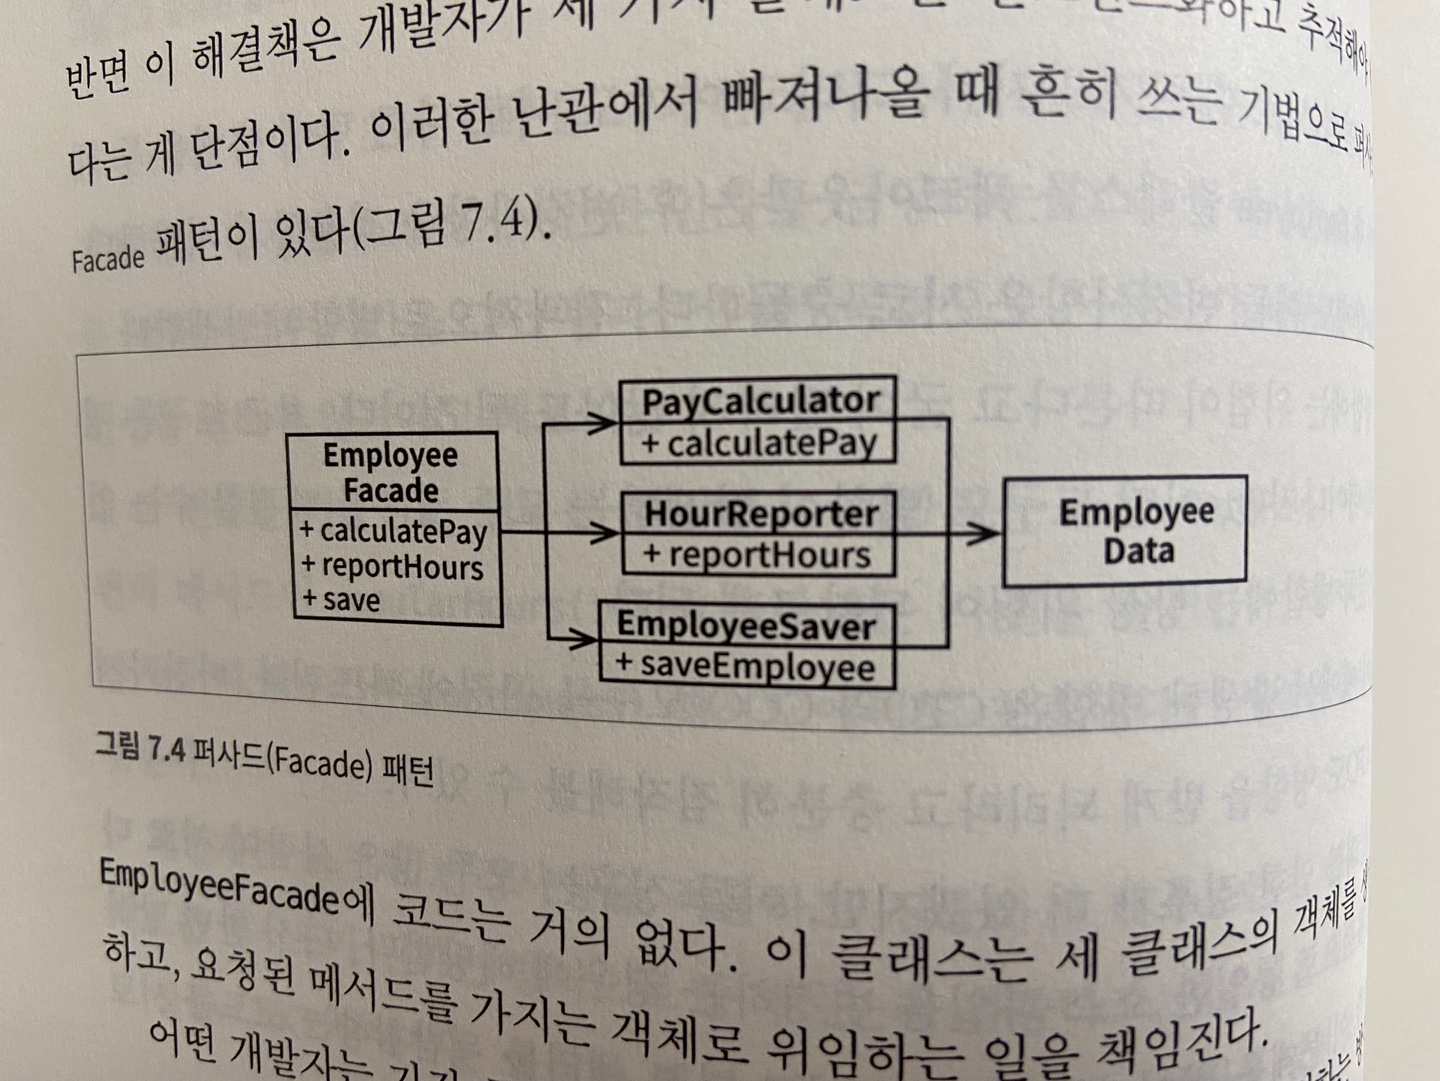 반면 이 해결책은 개발자가 세 가지 하고 추적해야
다는 게 단점이다. 이러한 난관에서 빠져나올 때 흔히 쓰는 기법으로 퍼사
Facade 패턴이 있다(그림 7.4).
Employee
Facade
+ calculatePay
+ reportHours
+ save
PayCalculator
+ calculatePay
HourReporter
+ reportHours
EmployeeSaver
+ saveEmployee
Employee
Data
그림 7.4 퍼사드(Facade) 패턴
EmployeeFacade에 코드는 거의 없다. 이 클래스는 세 클래스의 객체를
하고, 요청된 메서드를 가지는 객체로 위임하는 일을 책임진다.
어떤 개발자는